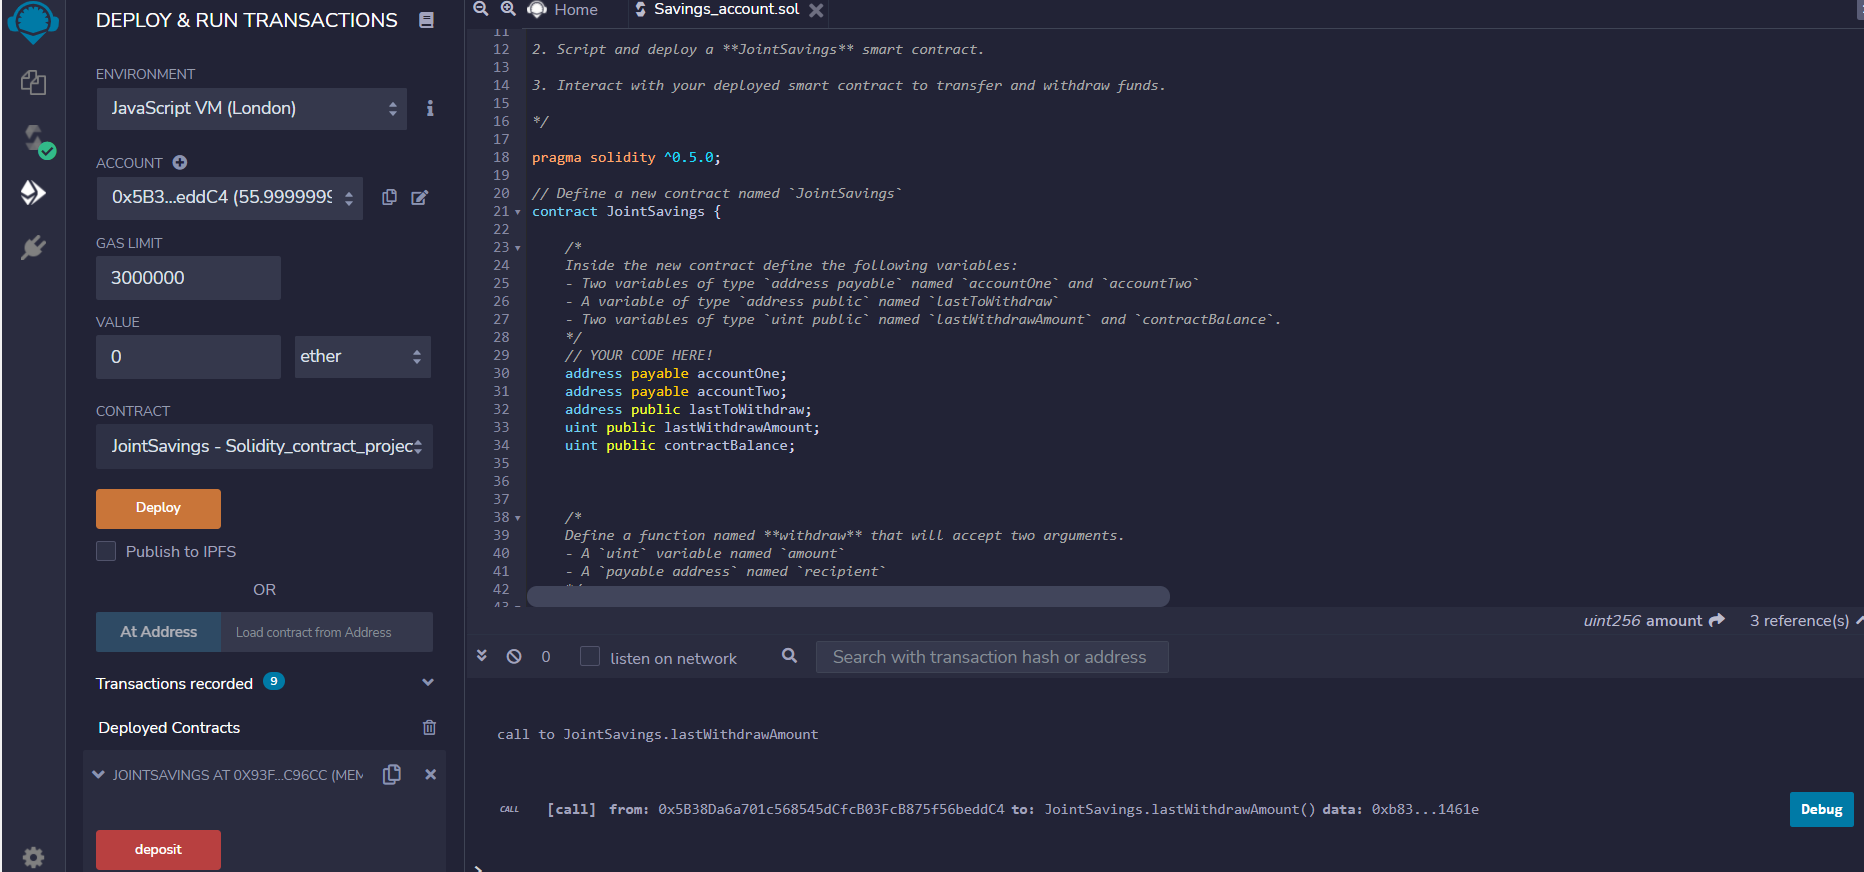 DEPLOY & RUN TRANSACTIONS
ENVIRONMENT
JavaScript VM (London)
ACCOUNT
0x5B3...eddC4 (55.9999999
GAS LIMIT
3000000
VALUE
0
ether
CONTRACT
JointSavings - Solidity_contract_projec
Deploy
Publish to IPFS
OR
At Address
Load contract from Address
Transactions recorded 9
Deployed Contracts
JOINTSAVINGS AT 0X93F...C96CC (MEM
deposit
Home
Savings_account.sol
11
12 2. Script and deploy a **JointSavings** smart contract.
13
14 3. Interact with your deployed smart contract to transfer and withdraw funds.
15
16 */
17
18 pragma solidity ^0.5.0;
19
20 // Define a new contract named `JointSavings`
21 contract JointSavings {
22
23 /*
24 Inside the new contract define the following variables:
25 - Two variables of type `address payable` named `accountOne` and `accountTwo`
26 - A variable of type `address public` named `lastToWithdraw`
27 - Two variables of type `uint public` named `lastWithdrawAmount` and `contractBalance`.
28 */
29 // YOUR CODE HERE!
30 address payable accountOne;
31 address payable accountTwo;
32 address public lastToWithdraw;
33 uint public lastWithdrawAmount;
34 uint public contractBalance;
35
36
37
38 /*
39 Define a function named **withdraw** that will accept two arguments.
40 - A `uint` variable named `amount`
41 - A `payable address` named `recipient`
42 */
43
uint256 amount 3 reference(s)
0 listen on network Search with transaction hash or address
call to JointSavings.lastWithdrawAmount
CALL [call] from: 0x5B38Da6a701c568545dCfcB03FcB875f56beddC4 to: JointSavings.lastWithdrawAmount() data: 0xb83...1461e
Debug